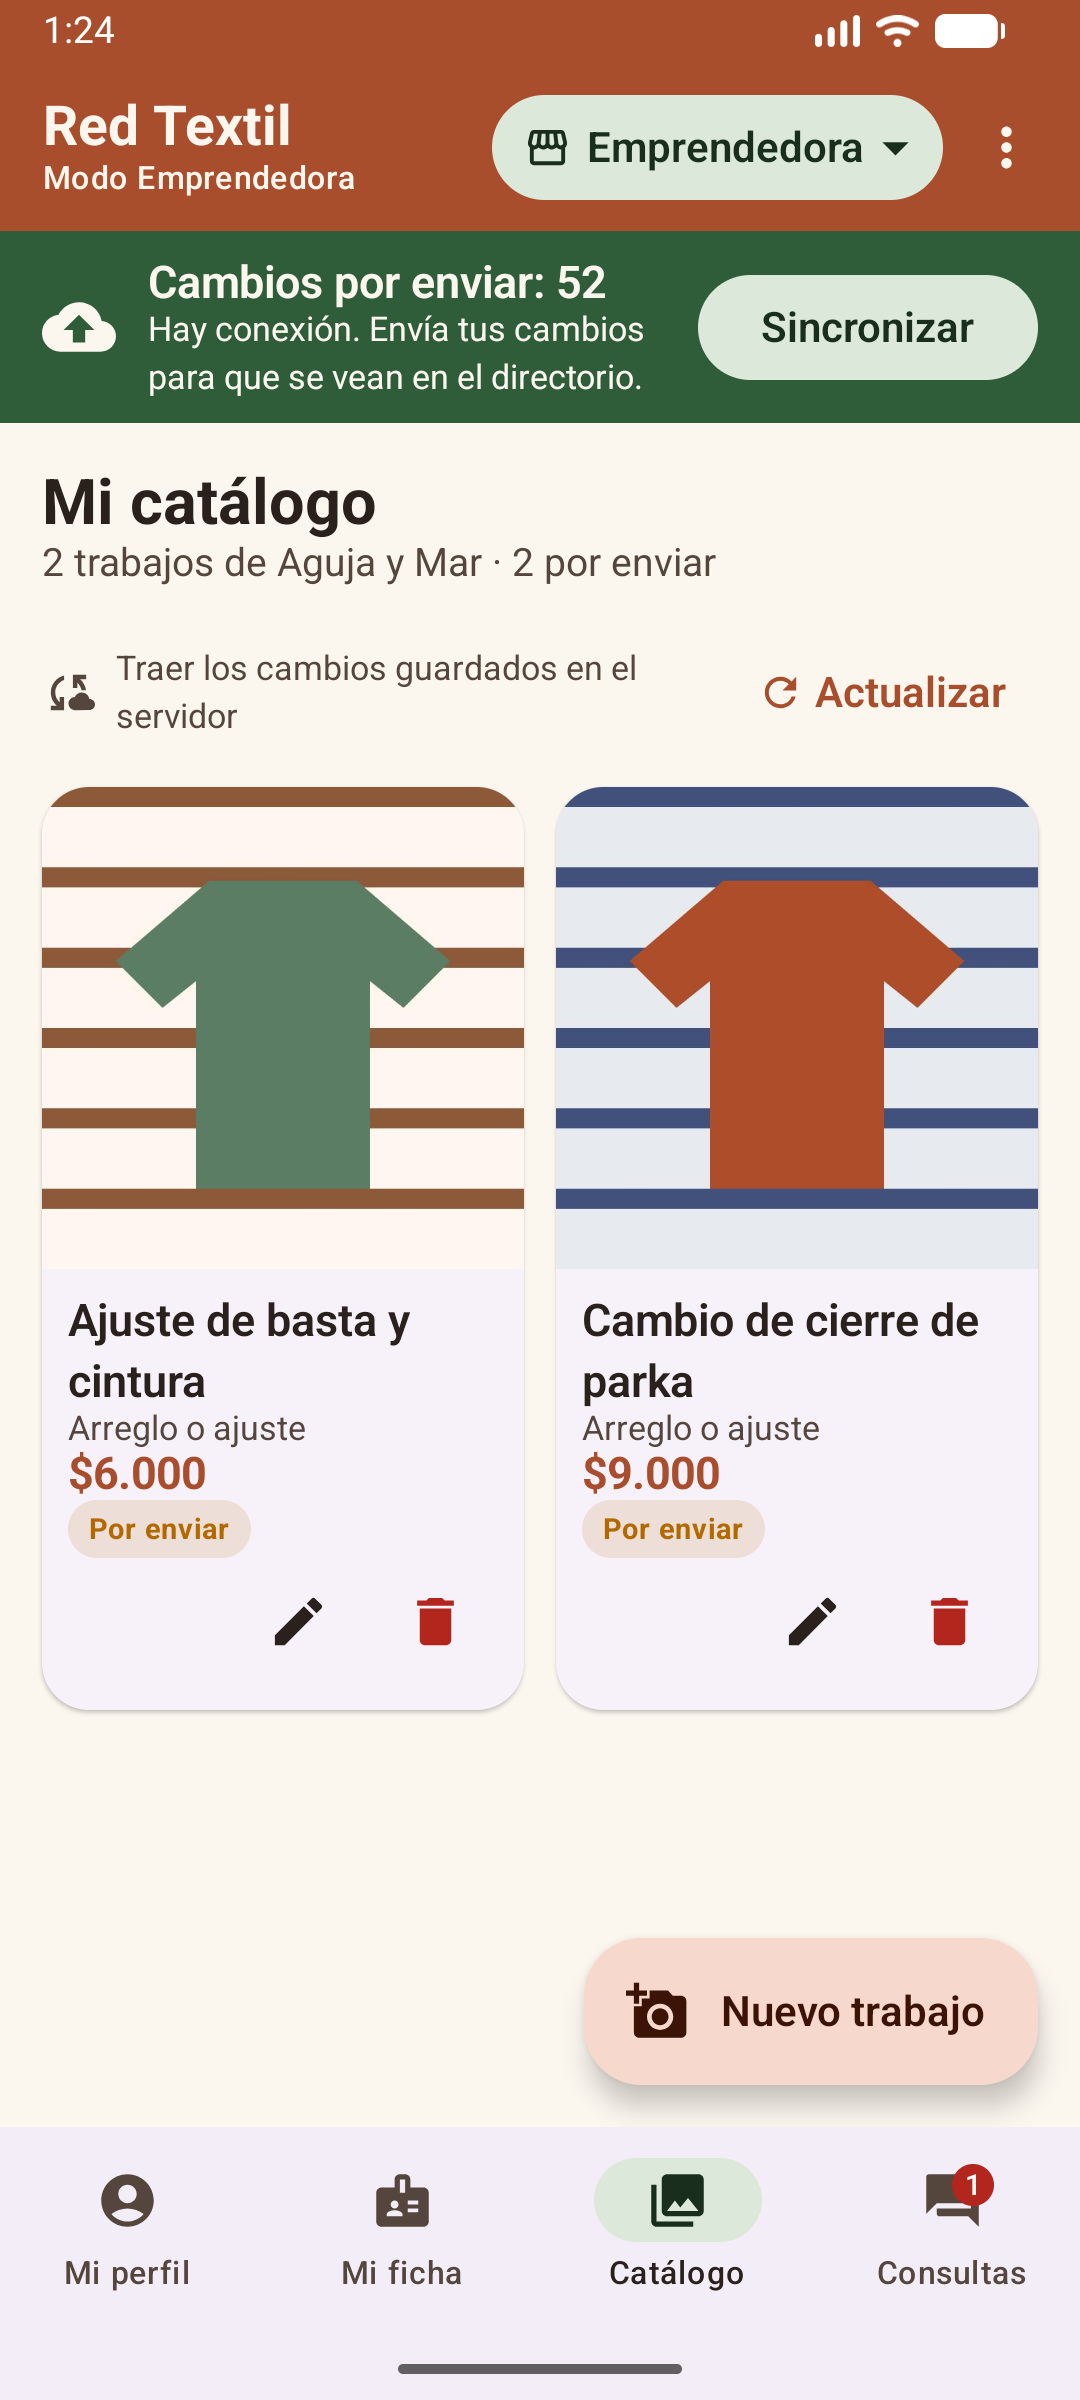 1:24
Red Textil
Modo Emprendedora
Emprendedora
Cambios por enviar: 52
Hay conexión. Envía tus cambios
para que se vean en el directorio.
Sincronizar
Mi catálogo
2 trabajos de Aguja y Mar · 2 por enviar
Traer los cambios guardados en el
servidor
Actualizar
Ajuste de basta y
cintura
Arreglo o ajuste
$6.000
Por enviar
Cambio de cierre de
parka
Arreglo o ajuste
$9.000
Por enviar
Nuevo trabajo
Mi perfil
Mi ficha
Catálogo
1
Consultas